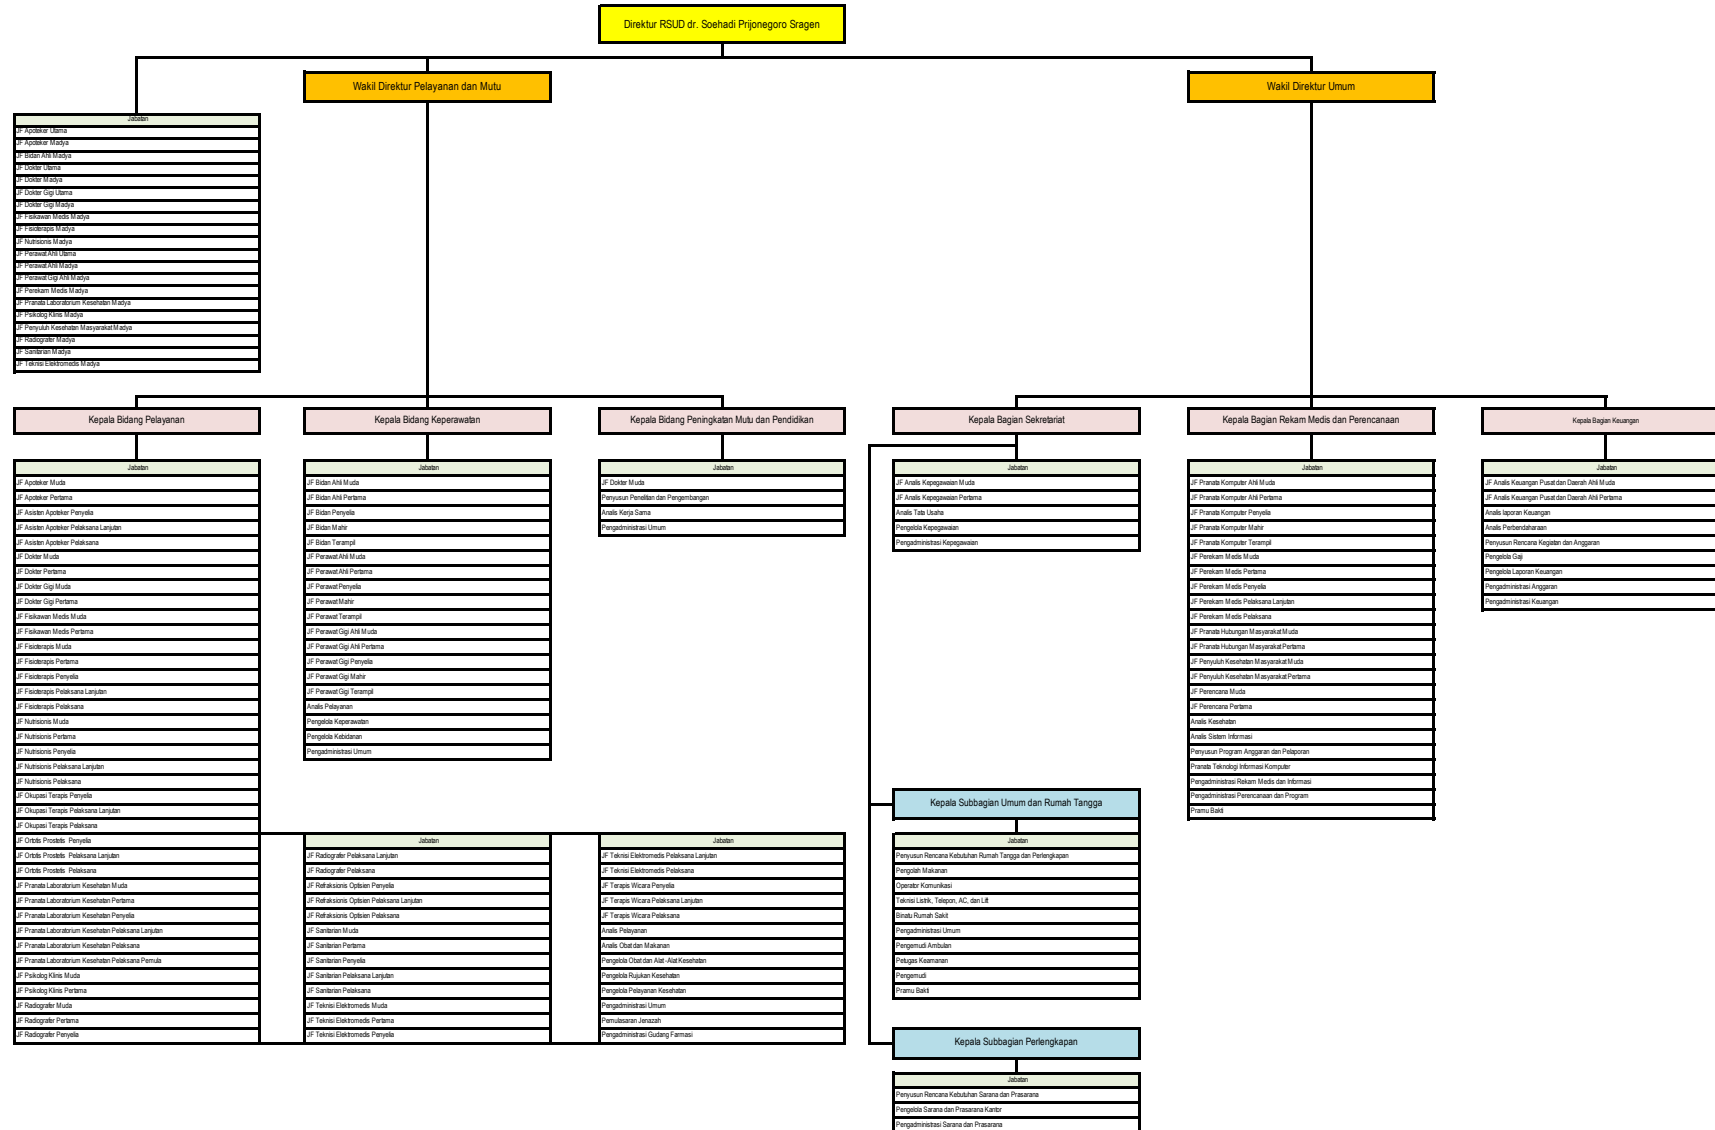 Direktur RSUD dr. Soehadi Prijonegoro Sragen
Wakil Direktur Pelayanan dan Mutu
Wakil Direktur Umum
Jabatan
JF Apoteker Utama
JF Apoteker Madya
JF Bidan Ahli Madya
JF Dokter Utama
JF Dokter Madya
JF Dokter Gigi Utama
JF Dokter Gigi Madya
JF Fisikawan Medis Madya
JF Fisioterapis Madya
JF Nutrisionis Madya
JF Perawat Ahli Utama
JF Perawat Ahli Madya
JF Perawat Gigi Ahli Madya
JF Perekam Medis Madya
JF Pranata Laboratorium Kesehatan Madya
JF Psikolog Klinis Madya
JF Penyuluh Kesehatan Masyarakat Madya
JF Radiografer Madya
JF Sanitarian Madya
JF Teknisi Elektromedis Madya
Kepala Bidang Pelayanan
Jabatan
JF Apoteker Muda
JF Apoteker Pertama
JF Asisten Apoteker Penyelia
JF Asisten Apoteker Pelaksana Lanjutan
JF Asisten Apoteker Pelaksana
JF Dokter Muda
JF Dokter Pertama
JF Dokter Gigi Muda
JF Dokter Gigi Pertama
JF Fisikawan Medis Muda
JF Fisikawan Medis Pertama
JF Fisioterapis Muda
JF Fisioterapis Pertama
JF Fisioterapis Penyelia
JF Fisioterapis Pelaksana Lanjutan
JF Fisioterapis Pelaksana
JF Nutrisionis Muda
JF Nutrisionis Pertama
JF Nutrisionis Penyelia
JF Nutrisionis Pelaksana Lanjutan
JF Nutrisionis Pelaksana
JF Okupasi Terapis Penyelia
JF Okupasi Terapis Pelaksana Lanjutan
JF Okupasi Terapis Pelaksana
JF Ortotis Prostetis Penyelia
JF Ortotis Prostetis Pelaksana Lanjutan
JF Ortotis Prostetis Pelaksana
JF Pranata Laboratorium Kesehatan Muda
JF Pranata Laboratorium Kesehatan Pertama
JF Pranata Laboratorium Kesehatan Penyelia
JF Pranata Laboratorium Kesehatan Pelaksana Lanjutan
JF Pranata Laboratorium Kesehatan Pelaksana
JF Pranata Laboratorium Kesehatan Pelaksana Pemula
JF Psikolog Klinis Muda
JF Psikolog Klinis Pertama
JF Radiografer Muda
JF Radiografer Pertama
JF Radiografer Penyelia
Jabatan
JF Radiografer Pelaksana Lanjutan
JF Radiografer Pelaksana
JF Refraksionis Optisien Penyelia
JF Refraksionis Optisien Pelaksana Lanjutan
JF Refraksionis Optisien Pelaksana
JF Sanitarian Muda
JF Sanitarian Pertama
JF Sanitarian Penyelia
JF Sanitarian Pelaksana Lanjutan
JF Sanitarian Pelaksana
JF Teknisi Elektromedis Muda
JF Teknisi Elektromedis Pertama
JF Teknisi Elektromedis Penyelia
Jabatan
JF Teknisi Elektromedis Pelaksana Lanjutan
JF Teknisi Elektromedis Pelaksana
JF Terapis Wicara Penyelia
JF Terapis Wicara Pelaksana Lanjutan
JF Terapis Wicara Pelaksana
Analis Pelayanan
Analis Obat dan Makanan
Pengelola Obat dan Alat -Alat Kesehatan
Pengelola Rujukan Kesehatan
Pengelola Pelayanan Kesehatan
Pengadministrasi Umum
Pemulasaran Jenazah
Pengadministrasi Gudang Farmasi
Kepala Bidang Keperawatan
Jabatan
JF Bidan Ahli Muda
JF Bidan Ahli Pertama
JF Bidan Penyelia
JF Bidan Mahir
JF Bidan Terampil
JF Perawat Ahli Muda
JF Perawat Ahli Pertama
JF Perawat Penyelia
JF Perawat Mahir
JF Perawat Terampil
JF Perawat Gigi Ahli Muda
JF Perawat Gigi Ahli Pertama
JF Perawat Gigi Penyelia
JF Perawat Gigi Mahir
JF Perawat Gigi Terampil
Analis Pelayanan
Pengelola Keperawatan
Pengelola Kebidanan
Pengadministrasi Umum
Kepala Bidang Peningkatan Mutu dan Pendidikan
Jabatan
JF Dokter Muda
Penyusun Penelitian dan Pengembangan
Analis Kerja Sama
Pengadministrasi Umum
Kepala Bagian Sekretariat
Jabatan
JF Analis Kepegawaian Muda
JF Analis Kepegawaian Pertama
Analis Tata Usaha
Pengelola Kepegawaian
Pengadministrasi Kepegawaian
Kepala Subbagian Umum dan Rumah Tangga
Jabatan
Penyusun Rencana Kebutuhan Rumah Tangga dan Perlengkapan
Pengolah Makanan
Operator Komunikasi
Teknisi Listrik, Telepon, AC, dan Lift
Binatu Rumah Sakit
Pengadministrasi Umum
Pengemudi Ambulan
Petugas Keamanan
Pengemudi
Pramu Bakti
Kepala Subbagian Perlengkapan
Jabatan
Penyusun Rencana Kebutuhan Sarana dan Prasarana
Pengelola Sarana dan Prasarana Kantor
Pengadministrasi Sarana dan Prasarana
Kepala Bagian Rekam Medis dan Perencanaan
Jabatan
JF Pranata Komputer Ahli Muda
JF Pranata Komputer Ahli Pertama
JF Pranata Komputer Penyelia
JF Pranata Komputer Mahir
JF Pranata Komputer Terampil
JF Perekam Medis Muda
JF Perekam Medis Pertama
JF Perekam Medis Penyelia
JF Perekam Medis Pelaksana Lanjutan
JF Perekam Medis Pelaksana
JF Pranata Hubungan Masyarakat Muda
JF Pranata Hubungan Masyarakat Pertama
JF Penyuluh Kesehatan Masyarakat Muda
JF Penyuluh Kesehatan Masyarakat Pertama
JF Perencana Muda
JF Perencana Pertama
Analis Kesehatan
Analis Sistem Informasi
Penyusun Program Anggaran dan Pelaporan
Pranata Teknologi Informasi Komputer
Pengadministrasi Rekam Medis dan Informasi
Pengadministrasi Perencanaan dan Program
Pramu Bakti
Kepala Bagian Keuangan
Jabatan
JF Analis Keuangan Pusat dan Daerah Ahli Muda
JF Analis Keuangan Pusat dan Daerah Ahli Pertama
Analis laporan Keuangan
Analis Perbendaharaan
Penyusun Rencana Kegiatan dan Anggaran
Pengelola Gaji
Pengelola Laporan Keuangan
Pengadministrasi Anggaran
Pengadministrasi Keuangan